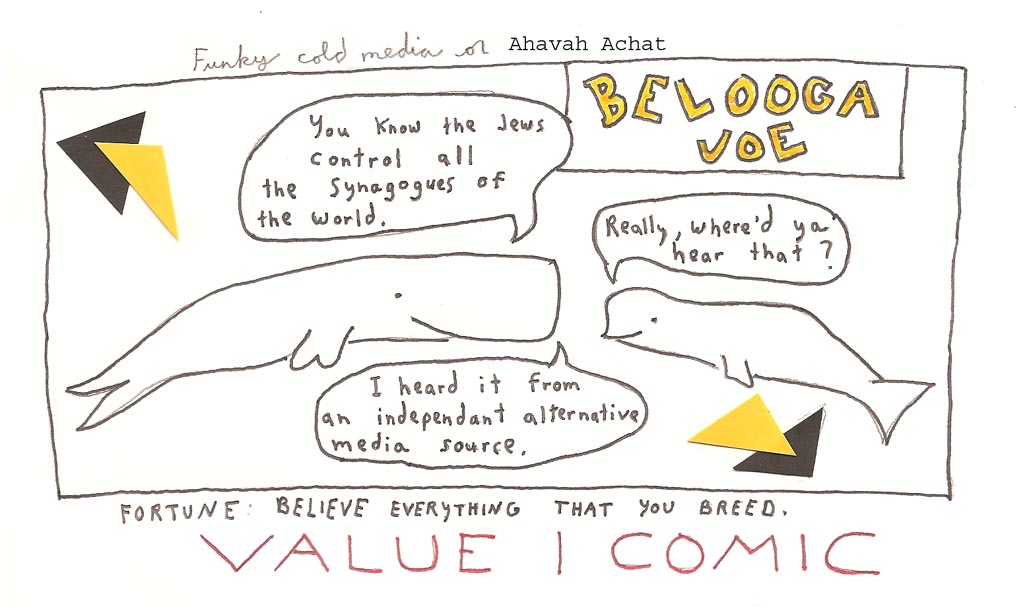 Funky cold media or Ahavah Achat
BELOOGA
JOE
You know the Jews
control all
the Synagogues of
the world.
Really, where'd ya
hear that?
I heard it from
an independant alternative
media source.
FORTUNE: BELIEVE EVERYTHING THAT YOU BREED.
VALUE | COMIC